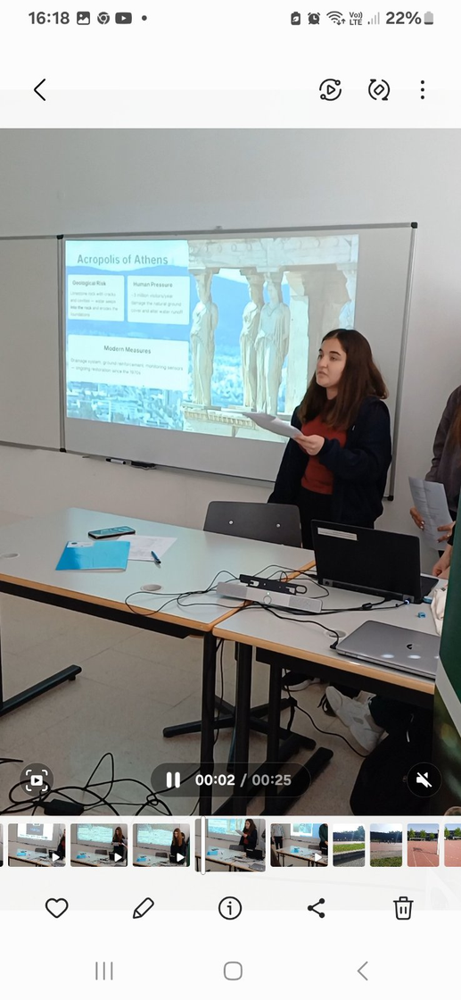 16:18
Vo))
LTE
22%
Acropolis of Athens
Geological Risk
Limestone rock with cracks
and cavities – water seeps
into the rock and erodes the
foundations
Human Pressure
visitors/year
damage the natural ground
cover and alter water runoff
Modern Measures
Drainage system, ground reinforcement, monitoring sensors
– ongoing restoration since the 1970s
00:02 / 00:25